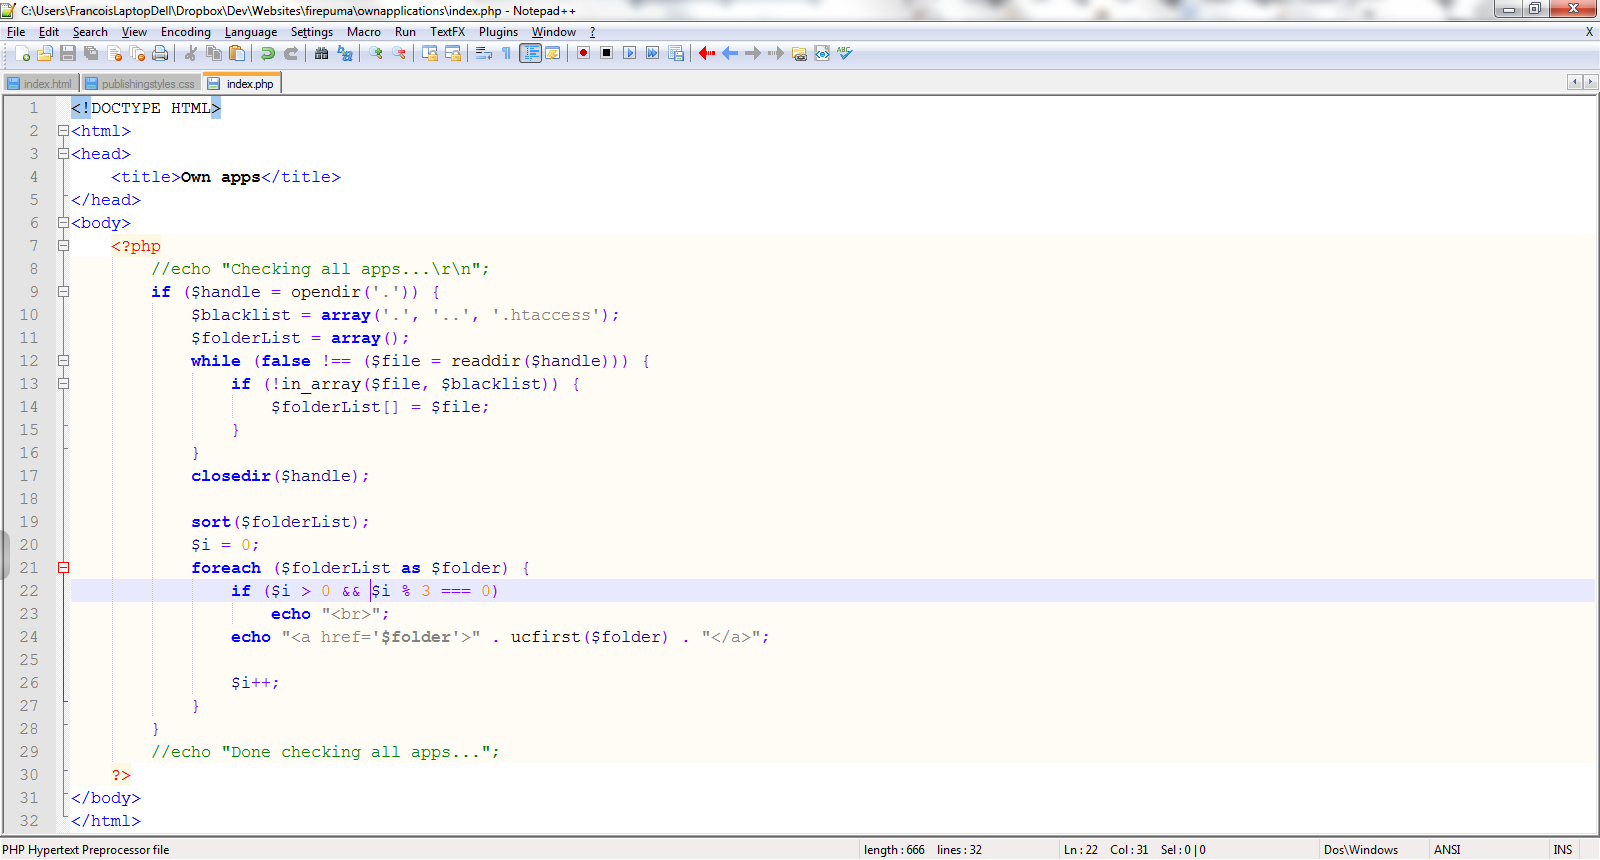 C:\Users\FrancoisLaptopDell\Dropbox\Dev\Websites\firepuma\ownapplications\index.php - Notepad++
File Edit Search View Encoding Language Settings Macro Run TextFX Plugins Window ? X
index.html publishingstyles.css index.php
1 <!DOCTYPE HTML>
2 <html>
3 <head>
4 <title>Own apps</title>
5 </head>
6 <body>
7 <?php
8 //echo "Checking all apps...\r\n";
9 if ($handle = opendir('.')) {
10 $blacklist = array('.', '..', '.htaccess');
11 $folderList = array();
12 while (false !== ($file = readdir($handle))) {
13 if (!in_array($file, $blacklist)) {
14 $folderList[] = $file;
15 }
16 }
17 closedir($handle);
18
19 sort($folderList);
20 $i = 0;
21 foreach ($folderList as $folder) {
22 if ($i > 0 && $i % 3 === 0)
23 echo "<br>";
24 echo "<a href='$folder'>" . ucfirst($folder) . "</a>";
25
26 $i++;
27 }
28 }
29 //echo "Done checking all apps...";
30 ?>
31 </body>
32 </html>
PHP Hypertext Preprocessor file length : 666 lines : 32 Ln : 22 Col : 31 Sel : 0 | 0 Dos\Windows ANSI INS